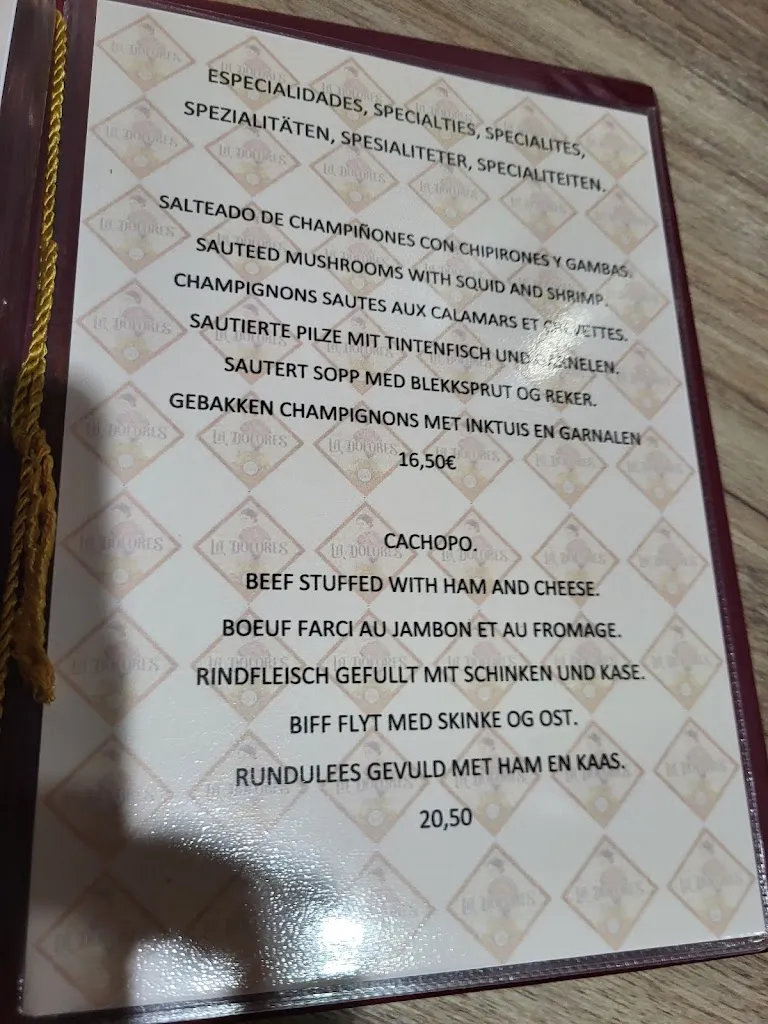 ESPECIALIDADES, SPECIALTIES, SPECIALITES,
SPEZIALITÄTEN, SPESIALITETER, SPECIALITEITEN.
SALTEADO DE CHAMPIÑONES CON CHIPIRONES Y GAMBAS.
SAUTEED MUSHROOMS WITH SQUID AND SHRIMP.
CHAMPIGNONS SAUTES AUX CALAMARS ET CREVETTES.
SAUTIERTE PILZE MIT TINTENFISCH UND GARNELEN.
SAUTERT SOPP MED BLEKKSPRUT OG REKER.
GEBAKKEN CHAMPIGNONS MET INKTUIS EN GARNALEN
16,50€
CACHOPO.
BEEF STUFFED WITH HAM AND CHEESE.
BOEUF FARCI AU JAMBON ET AU FROMAGE.
RINDFLEISCH GEFULLT MIT SCHINKEN UND KASE.
BIFF FLYT MED SKINKE OG OST.
RUNDULEES GEVULD MET HAM EN KAAS.
20,50
LA DOLORES